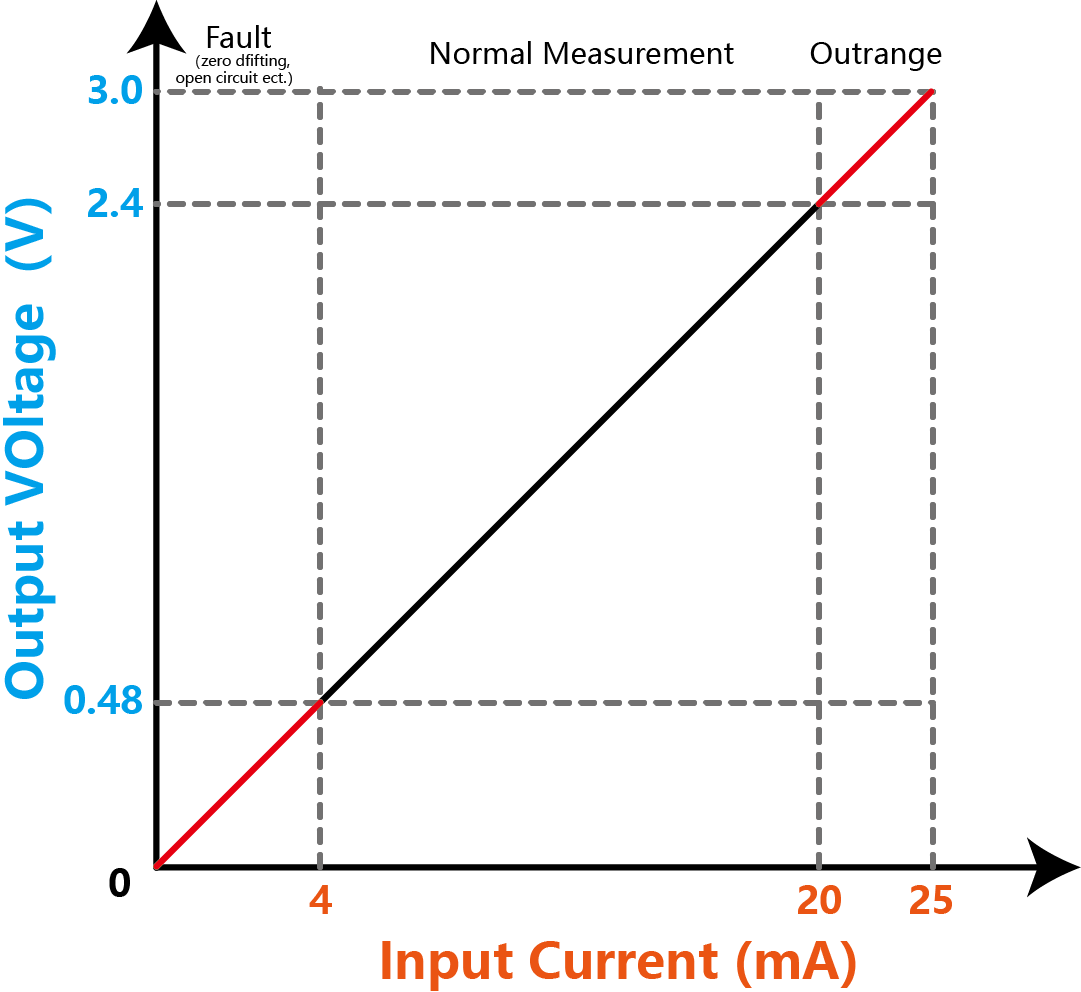 Fault
(zero dfifting,
open circuit ect.)
Normal Measurement
Outrange
3.0
2.4
0.48
0
4
20
25
Output VOltage (V)
Input Current (mA)